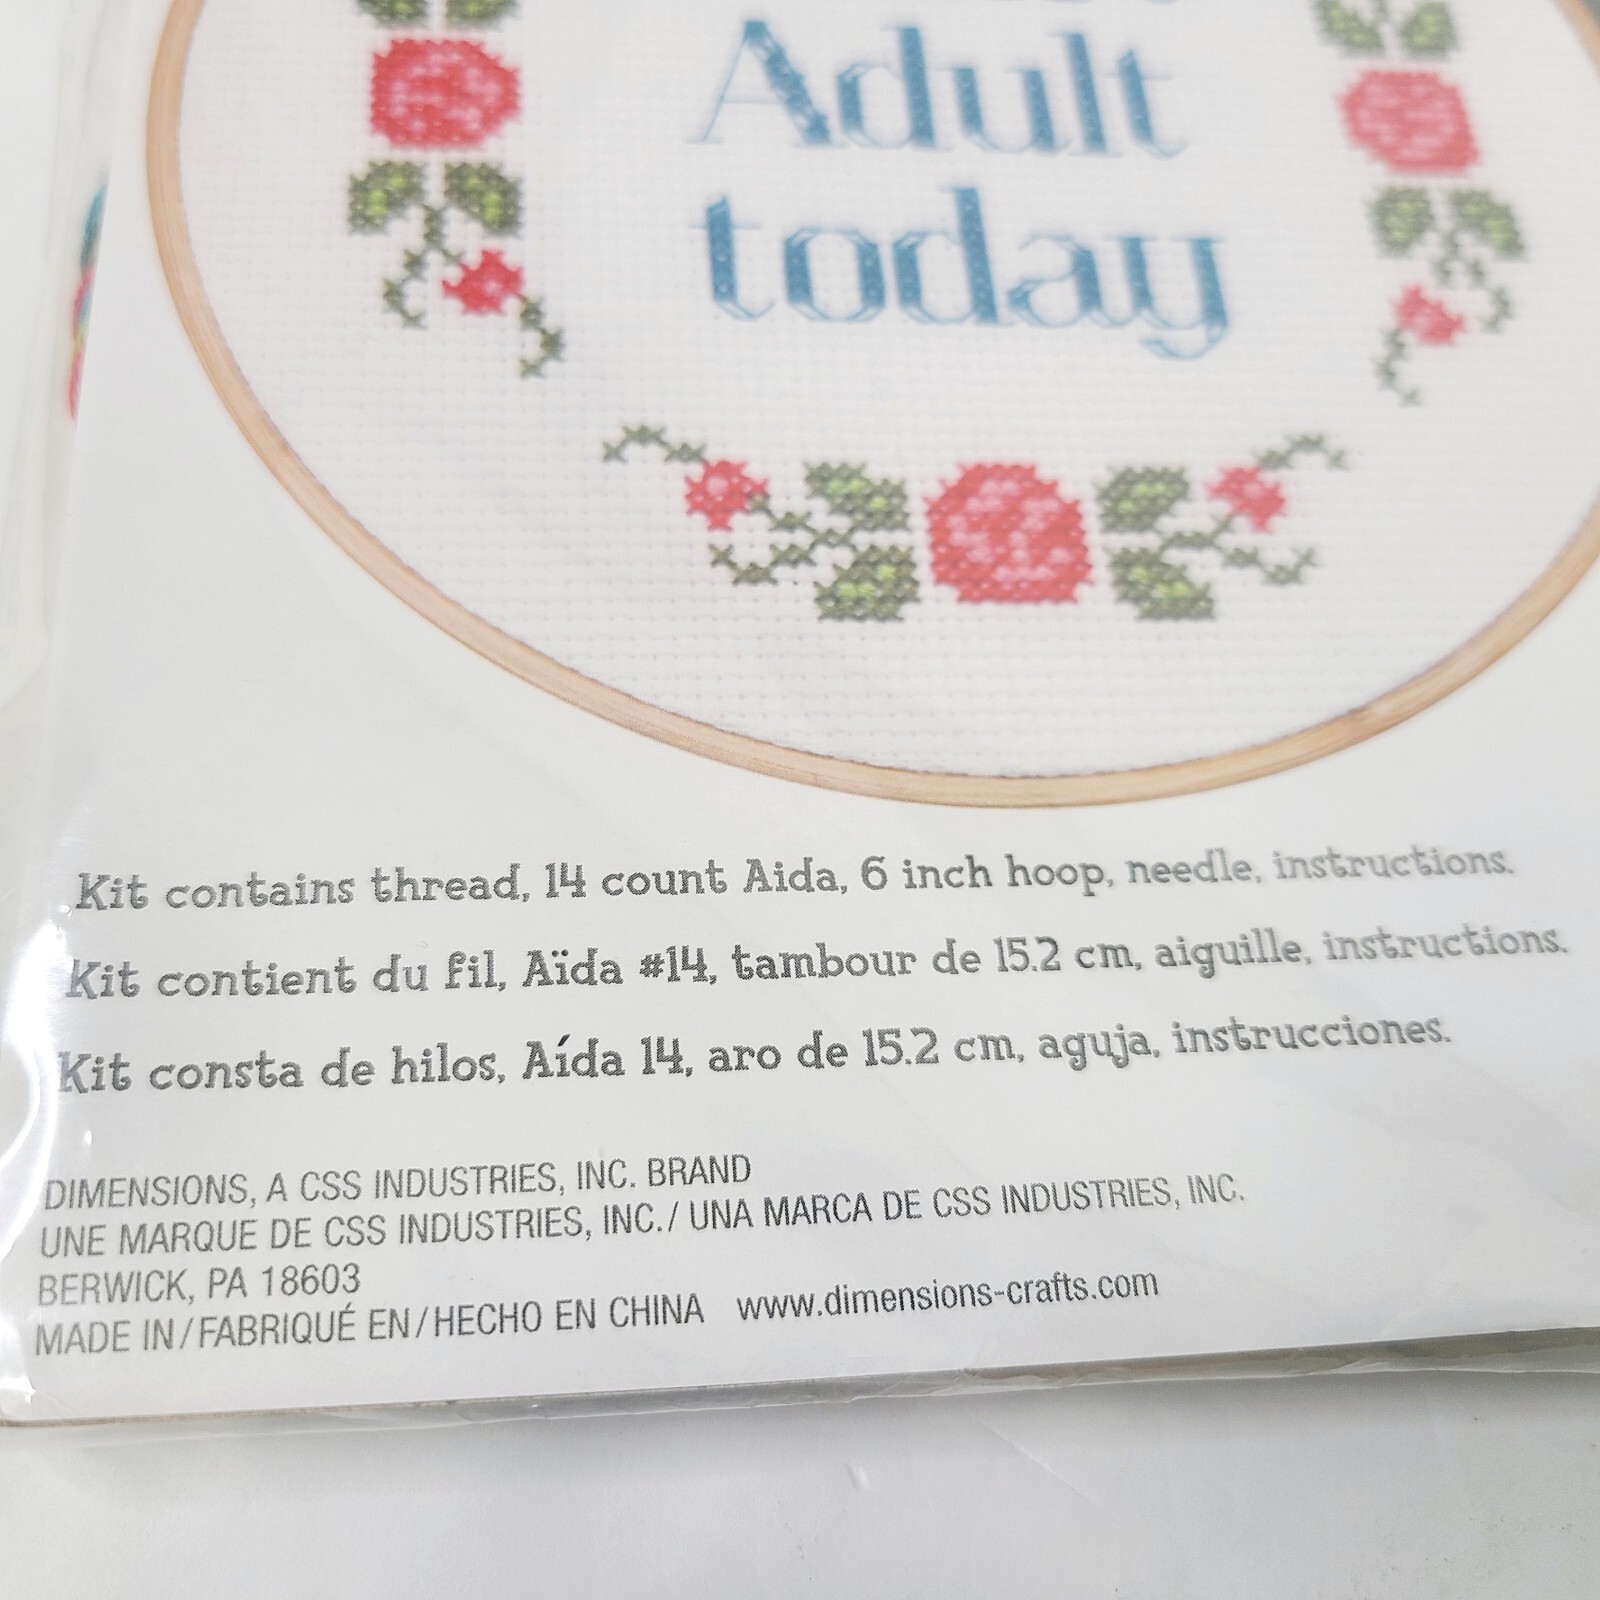 Adult
today
Kit contains thread, 14 count Aida, 6 inch hoop, needle, instructions.
Kit contient du fil, Aïda #14, tambour de 15.2 cm, aiguille, instructions.
Kit consta de hilos, Aída 14, aro de 15.2 cm, aguja, instrucciones.
DIMENSIONS, A CSS INDUSTRIES, INC. BRAND
UNE MARQUE DE CSS INDUSTRIES, INC./ UNA MARCA DE CSS INDUSTRIES, INC.
BERWICK, PA 18603
MADE IN/FABRIQUÉ EN/HECHO EN CHINA www.dimensions-crafts.com